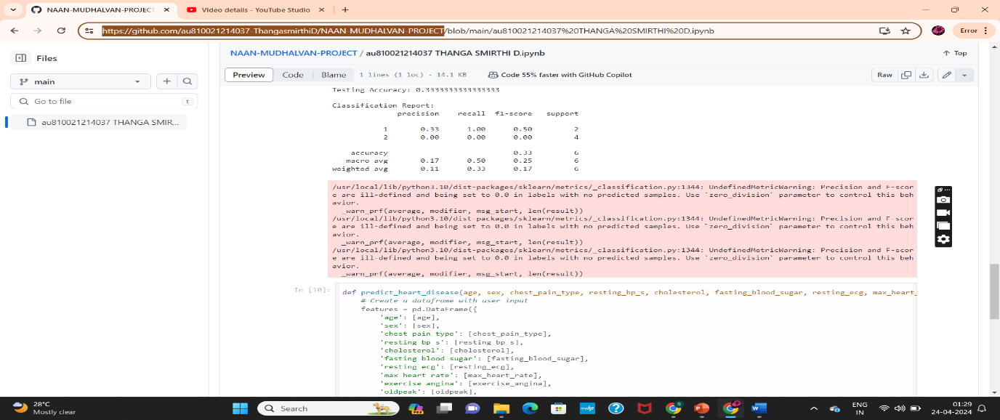 NAAN-MUDHALVAN-PROJECT
Video details - YouTube Studio
https://github.com/au810021214037-ThangasmirthiD/NAAN-MUDHALVAN-PROJECT/blob/main/au810021214037%20THANGA%20SMIRTHI%20D.ipynb
Error
Files
main
Go to file
t
au810021214037 THANGA SMIR...
NAAN-MUDHALVAN-PROJECT / au810021214037 THANGA SMIRTHI D.ipynb
Top
Preview Code Blame 1 lines (1 loc) · 14.1 KB Code 55% faster with GitHub Copilot
Raw
Testing Accuracy: 0.3333333333333333
Classification Report:
precision recall f1-score support
1 0.33 1.00 0.50 2
2 0.00 0.00 0.00 4
accuracy 0.33 6
macro avg 0.17 0.50 0.25 6
weighted avg 0.11 0.33 0.17 6
/usr/local/lib/python3.10/dist-packages/sklearn/metrics/_classification.py:1344: UndefinedMetricWarning: Precision and F-scor
e are ill-defined and being set to 0.0 in labels with no predicted samples. Use `zero_division` parameter to control this beh
avior.
_warn_prf(average, modifier, msg_start, len(result))
/usr/local/lib/python3.10/dist-packages/sklearn/metrics/_classification.py:1344: UndefinedMetricWarning: Precision and F-scor
e are ill-defined and being set to 0.0 in labels with no predicted samples. Use `zero_division` parameter to control this beh
avior.
_warn_prf(average, modifier, msg_start, len(result))
/usr/local/lib/python3.10/dist-packages/sklearn/metrics/_classification.py:1344: UndefinedMetricWarning: Precision and F-scor
e are ill-defined and being set to 0.0 in labels with no predicted samples. Use `zero_division` parameter to control this beh
avior.
_warn_prf(average, modifier, msg_start, len(result))
In [10]:
def predict_heart_disease(age, sex, chest_pain_type, resting_bp_s, cholesterol, fasting_blood_sugar, resting_ecg, max_heart_
# Create a dataframe with user input
features = pd.DataFrame({
'age': [age],
'sex': [sex],
'chest pain type': [chest_pain_type],
'resting bp s': [resting_bp_s],
'cholesterol': [cholesterol],
'fasting blood sugar': [fasting_blood_sugar],
'resting ecg': [resting_ecg],
'max heart rate': [max_heart_rate],
'exercise angina': [exercise_angina],
'oldpeak': [oldpeak],
28°C
Mostly clear
Search
PRE
myhp
ENG
IN
01:29
24-04-2024